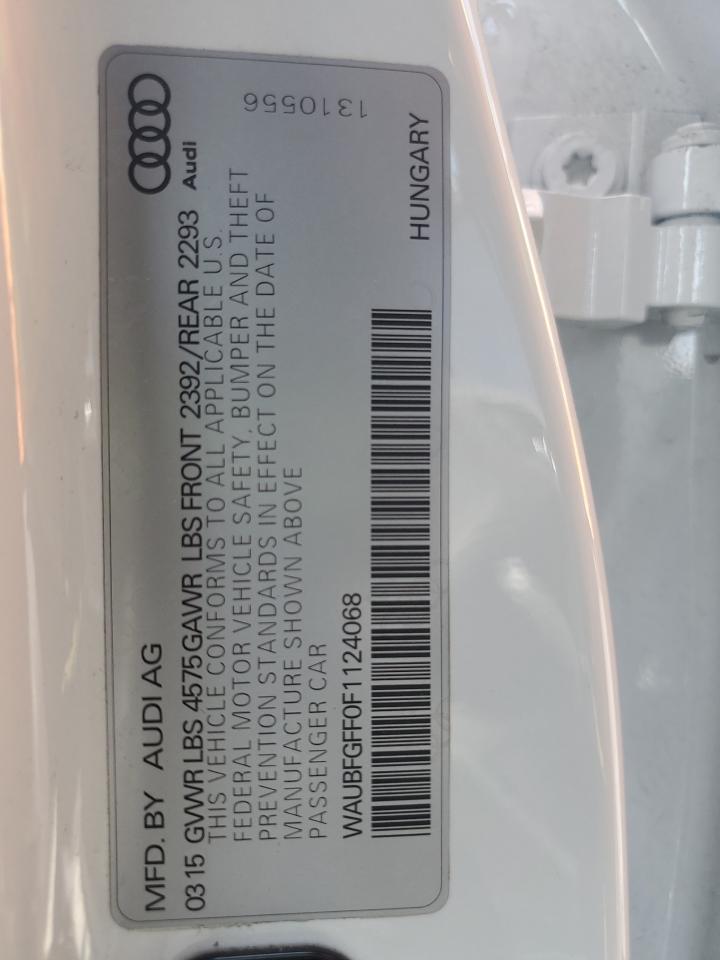 MFD. BY AUDI AG
Audi
0315 GVWR LBS 4575 GAWR LBS FRONT 2392/REAR 2293
THIS VEHICLE CONFORMS TO ALL APPLICABLE U.S.
FEDERAL MOTOR VEHICLE SAFETY, BUMPER AND THEFT
PREVENTION STANDARDS IN EFFECT ON THE DATE OF
MANUFACTURE SHOWN ABOVE
PASSENGER CAR
1310556
WAUBFGFF0F1124068
HUNGARY